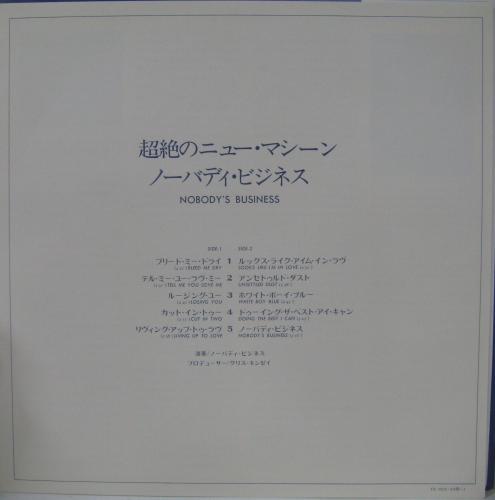 超絶のニュー・マシーン
ノーバディ・ビジネス
NOBODY'S BUSINESS
SIDE-1 SIDE-2
ブリード・ミー・ドライ 1 ルックス・ライク・アイム・イン・ラヴ
BLEED ME DRY LOOKS LIKE I'M IN LOVE
テル・ミー・ユー・ラヴ・ミー 2 アンセトゥルド・ダスト
TELL ME YOU LOVE ME UNSETTLED DUST
ルージング・ユー 3 ホワイト・ボーイ・ブルー
LOSING YOU WHITE BOY BLUE
カット・イン・トゥー 4 ドゥーイング・ザ・ベスト・アイ・キャン
CUT IN TWO DOING THE BEST I CAN
リヴィング・アップ・トゥ・ラヴ 5 ノーバディ・ビジネス
LIVING UP TO LOVE NOBODY'S BUSINESS
演奏/ノーバディ・ビジネス
プロデューサー/クリス・キンゼイ